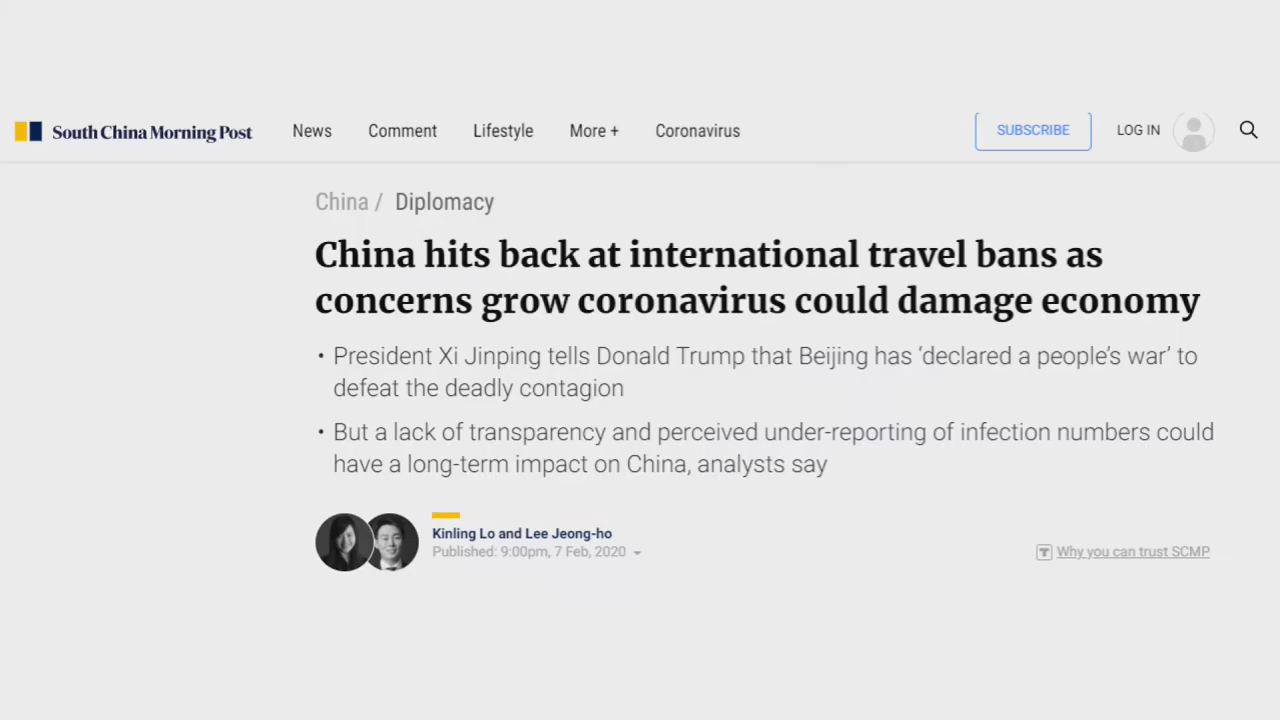 South China Morning Post News Comment Lifestyle More + Coronavirus SUBSCRIBE LOG IN
China / Diplomacy
China hits back at international travel bans as
concerns grow coronavirus could damage economy
• President Xi Jinping tells Donald Trump that Beijing has ‘declared a people’s war’ to
defeat the deadly contagion
• But a lack of transparency and perceived under-reporting of infection numbers could
have a long-term impact on China, analysts say
Kinling Lo and Lee Jeong-ho
Published: 9:00pm, 7 Feb, 2020
Why you can trust SCMP